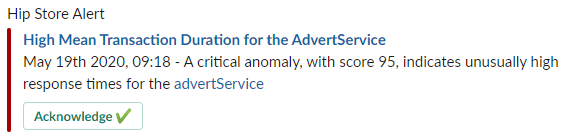 Hip Store Alert
High Mean Transaction Duration for the AdvertService
May 19th 2020, 09:18 - A critical anomaly, with score 95, indicates unusually high
response times for the advertService
Acknowledge ✔